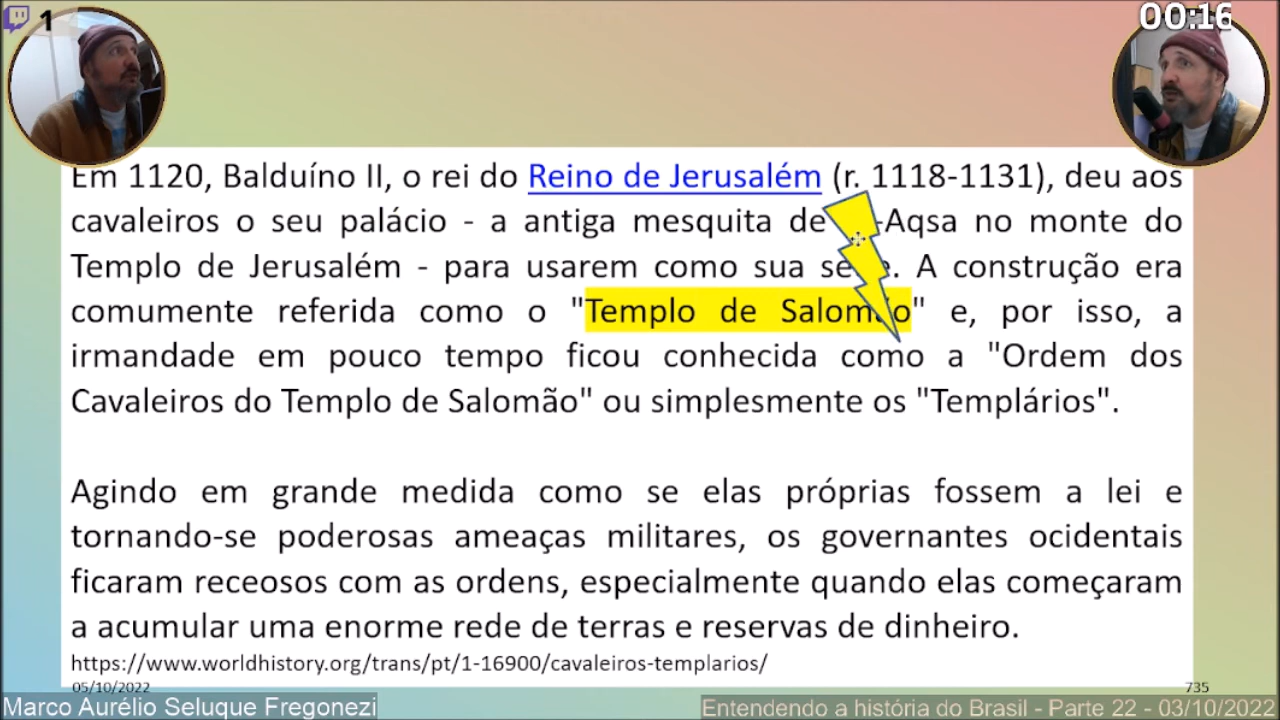 1
00:16
Em 1120, Balduíno II, o rei do Reino de Jerusalém (r. 1118-1131), deu aos
cavaleiros o seu palácio - a antiga mesquita de -Aqsa no monte do
Templo de Jerusalém - para usarem como sua . A construção era
comumente referida como o "Templo de Salomão" e, por isso, a
irmandade em pouco tempo ficou conhecida como a "Ordem dos
Cavaleiros do Templo de Salomão" ou simplesmente os "Templários".
Agindo em grande medida como se elas próprias fossem a lei e
tornando-se poderosas ameaças militares, os governantes ocidentais
ficaram receosos com as ordens, especialmente quando elas começaram
a acumular uma enorme rede de terras e reservas de dinheiro.
https://www.worldhistory.org/trans/pt/1-16900/cavaleiros-templarios/
05/10/2022
735
Marco Aurélio Seluque Fregonezi
Entendendo a história do Brasil - Parte 22 - 03/10/2022